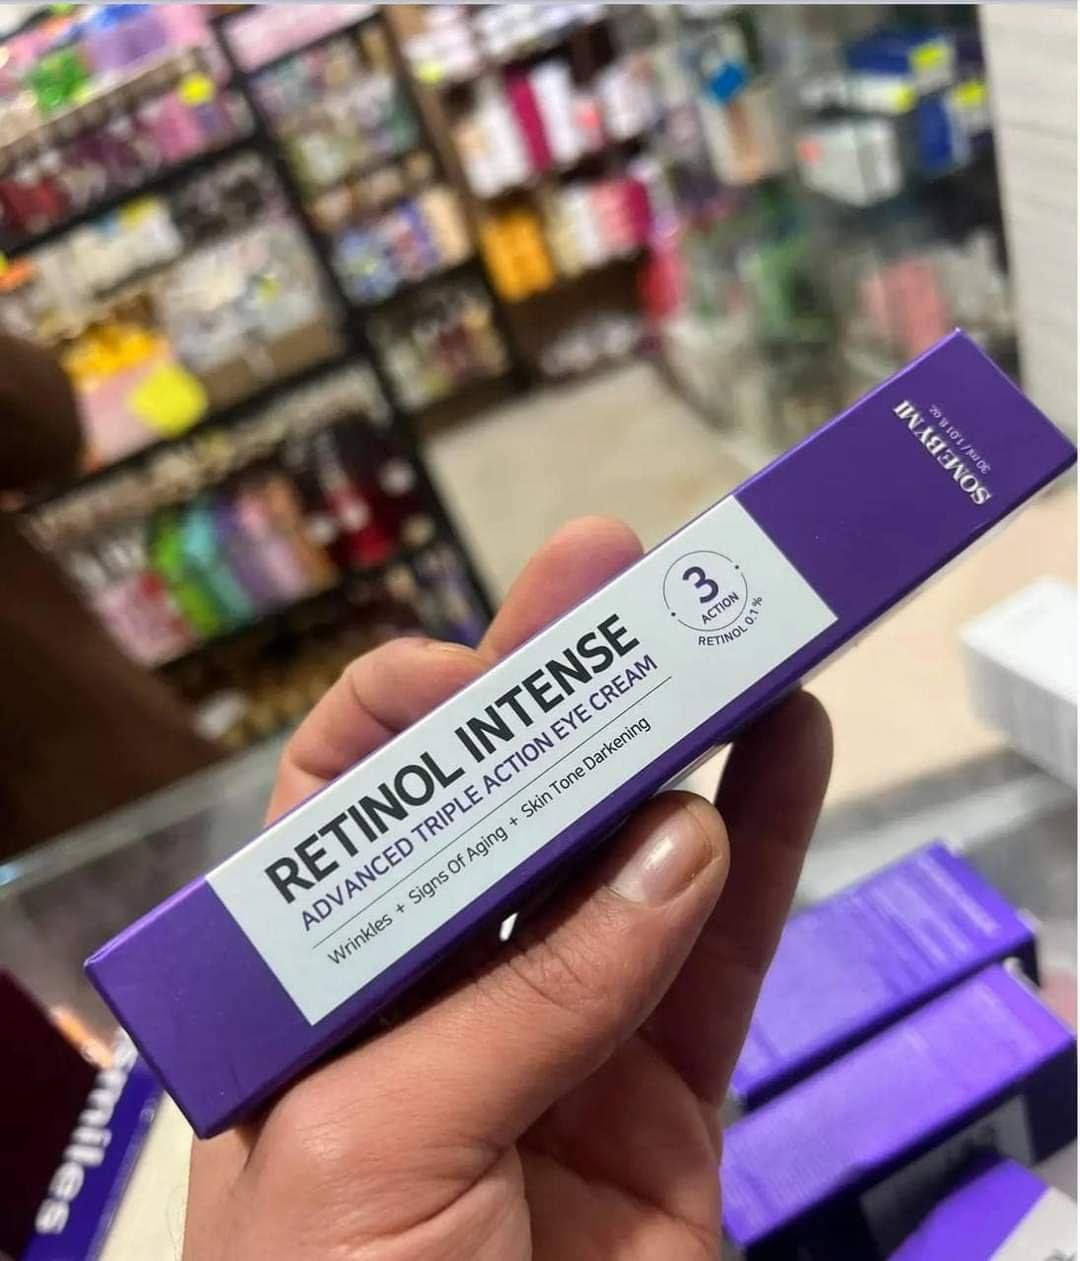 RETINOL INTENSE
ADVANCED TRIPLE ACTION EYE CREAM
Wrinkles + Signs Of Aging + Skin Tone Darkening
3
ACTION
RETINOL 0.1 %
SOMEBYMI
30 ml / 1.01 fl oz.
miles